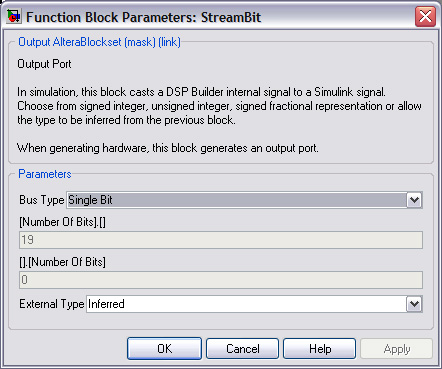 Function Block Parameters: StreamBit
Output AlteraBlockset (mask) (link)
Output Port
In simulation, this block casts a DSP Builder internal signal to a Simulink signal.
Choose from signed integer, unsigned integer, signed fractional representation or allow
the type to be inferred from the previous block.
When generating hardware, this block generates an output port.
Parameters
Bus Type Single Bit
[Number Of Bits].[]
19
[].[Number Of Bits]
0
External Type Inferred
OK Cancel Help Apply